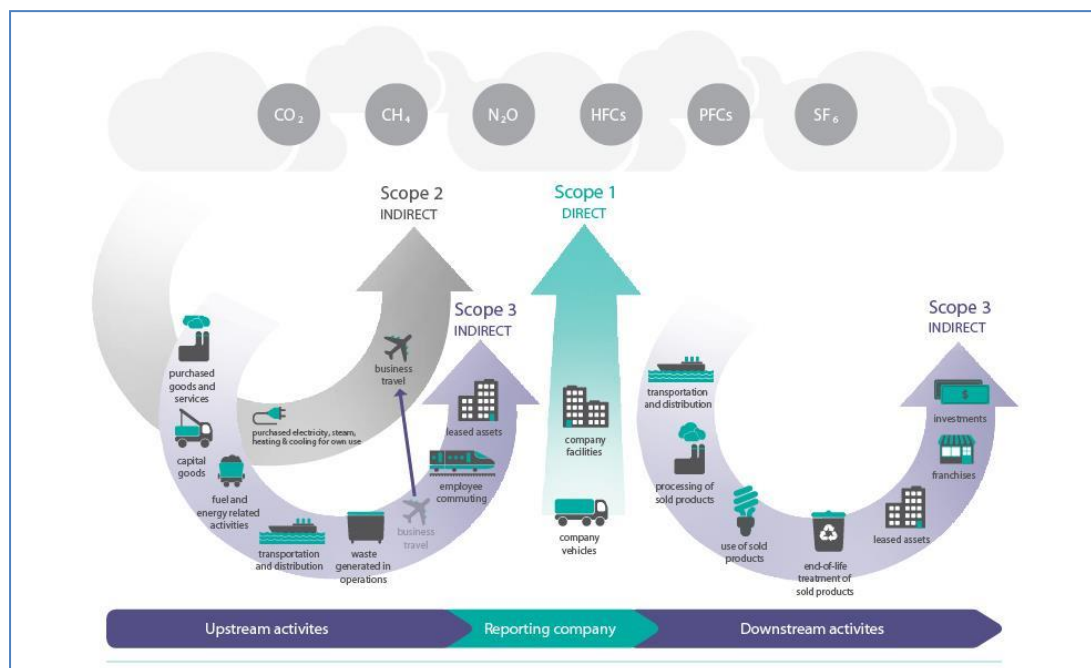 CO₂
CH₄
N₂O
HFCs
PFCs
SF₆
Scope 2
INDIRECT
Scope 1
DIRECT
Scope 3
INDIRECT
Scope 3
INDIRECT
purchased
goods and
services
capital
goods
fuel and
energy related
activities
purchased electricity, steam,
heating & cooling for own use
transportation
and distribution
waste
generated in
operations
business
travel
business
travel
employee
commuting
leased assets
company
facilities
company
vehicles
transportation
and distribution
processing of
sold products
use of sold
products
end-of-life
treatment of
sold products
leased assets
franchises
$
investments
Upstream activites
Reporting company
Downstream activites